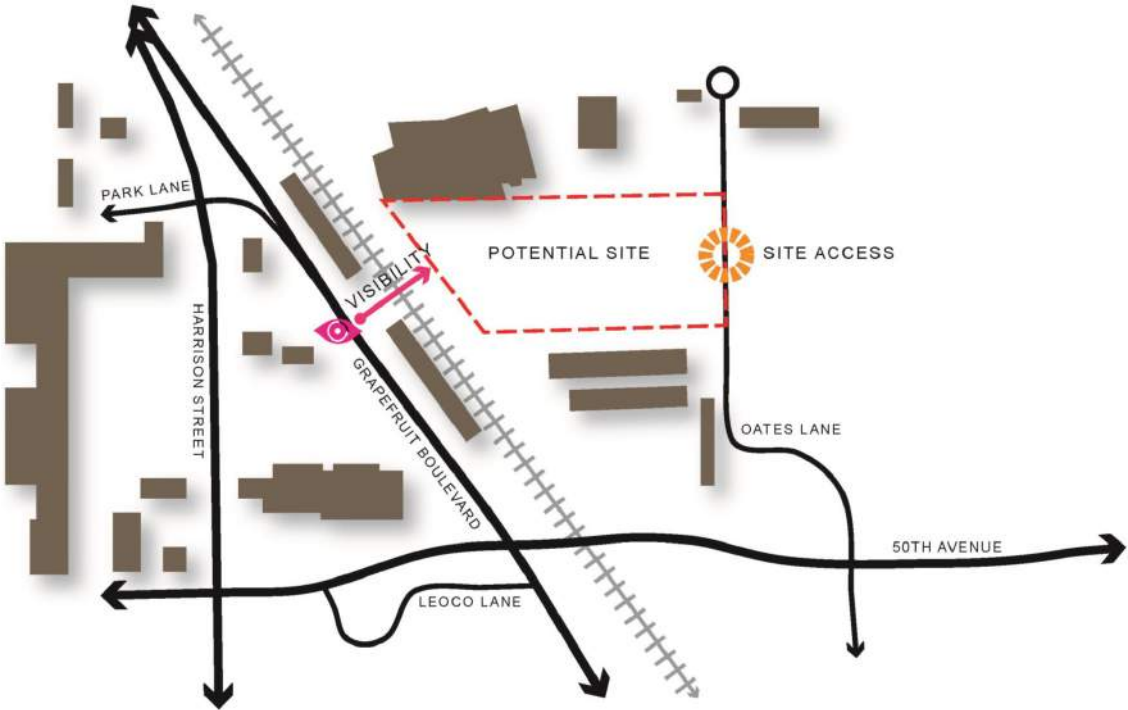 PARK LANE
VISIBILITY
POTENTIAL SITE
SITE ACCESS
HARRISON STREET
GRAPEFRUIT BOULEVARD
OATES LANE
50TH AVENUE
LEOCO LANE